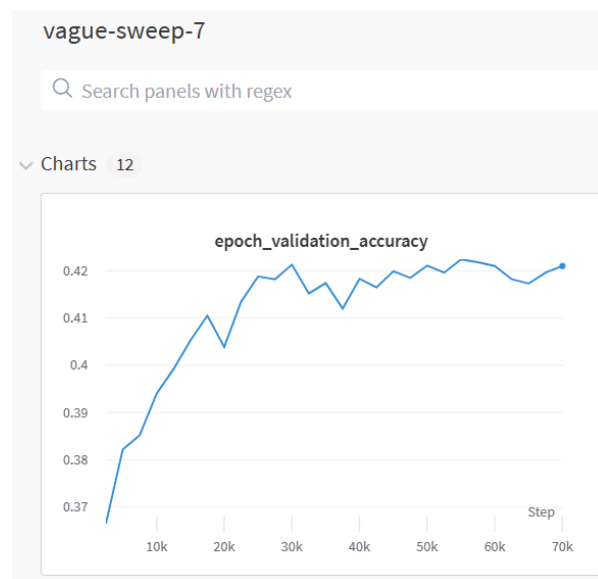 vague-sweep-7
Search panels with regex
Charts 12
epoch_validation_accuracy
0.42
0.41
0.4
0.39
0.38
0.37
Step
10k 20k 30k 40k 50k 60k 70k